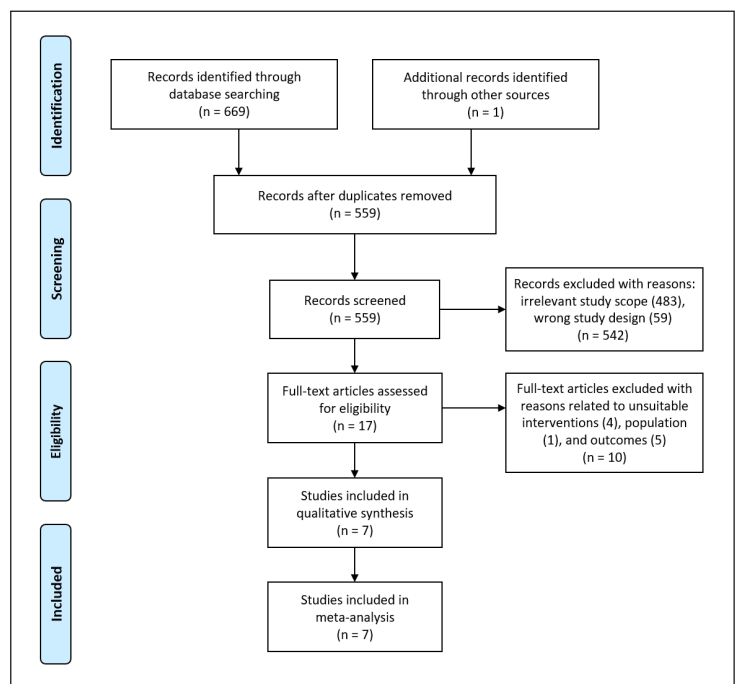 Identification
Records identified through
database searching
(n = 669)
Additional records identified
through other sources
(n = 1)
Records after duplicates removed
(n = 559)
Screening
Records screened
(n = 559)
Records excluded with reasons:
irrelevant study scope (483),
wrong study design (59)
(n = 542)
Eligibility
Full-text articles assessed
for eligibility
(n = 17)
Full-text articles excluded with
reasons related to unsuitable
interventions (4), population
(1), and outcomes (5)
(n = 10)
Studies included in
qualitative synthesis
(n = 7)
Included
Studies included in
meta-analysis
(n = 7)